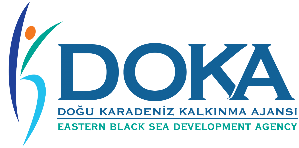 DOKA
DOĞU KARADENİZ KALKINMA AJANSI
EASTERN BLACK SEA DEVELOPMENT AGENCY